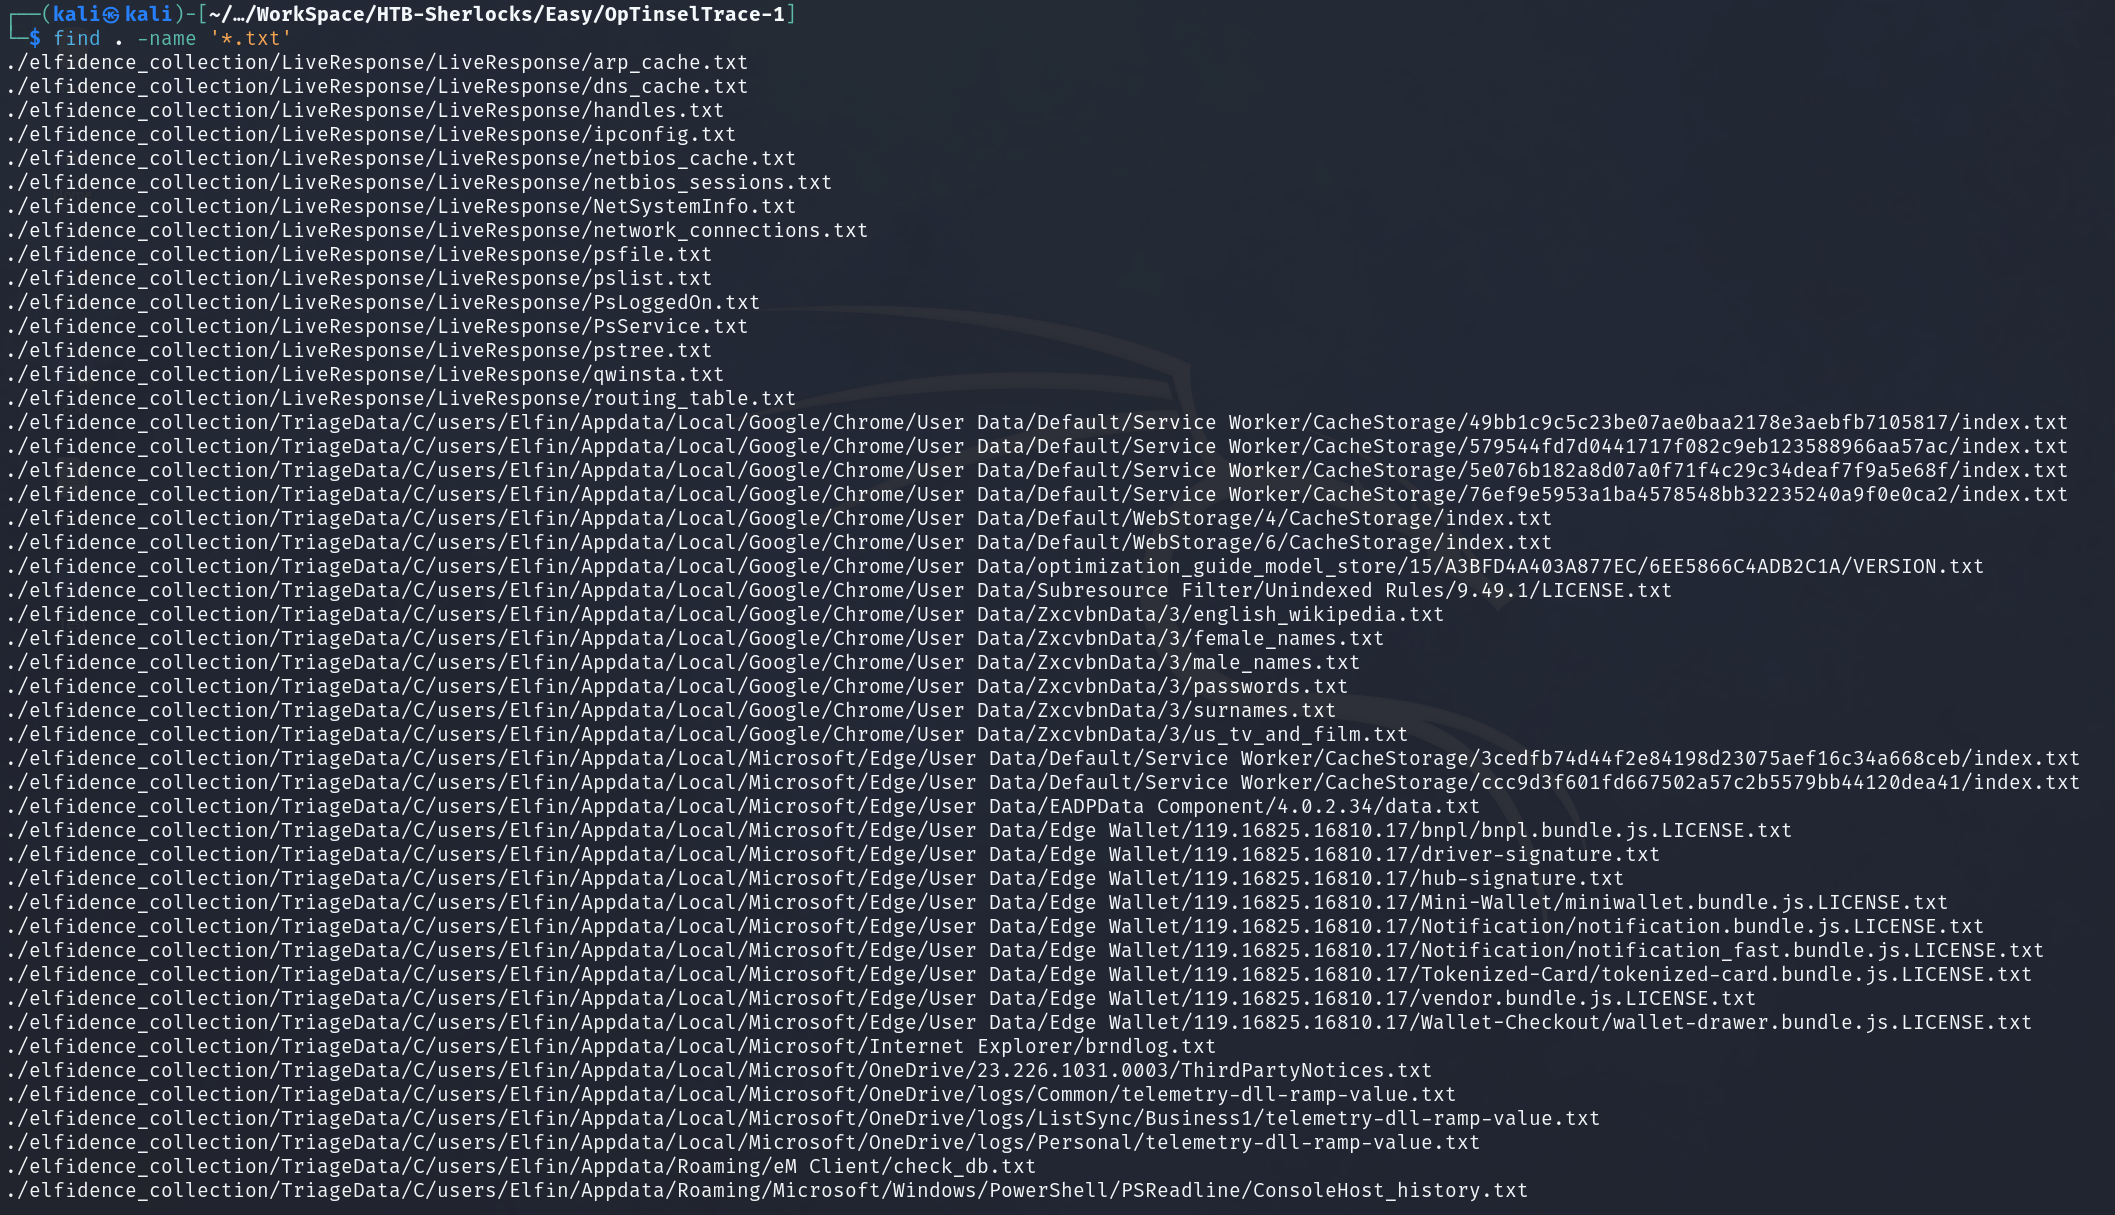 ┌──(kali㉿kali)-[~/…/WorkSpace/HTB-Sherlocks/Easy/OpTinselTrace-1]
└─$ find . -name '*.txt'
./elfidence_collection/LiveResponse/LiveResponse/arp_cache.txt
./elfidence_collection/LiveResponse/LiveResponse/dns_cache.txt
./elfidence_collection/LiveResponse/LiveResponse/handles.txt
./elfidence_collection/LiveResponse/LiveResponse/ipconfig.txt
./elfidence_collection/LiveResponse/LiveResponse/netbios_cache.txt
./elfidence_collection/LiveResponse/LiveResponse/netbios_sessions.txt
./elfidence_collection/LiveResponse/LiveResponse/NetSystemInfo.txt
./elfidence_collection/LiveResponse/LiveResponse/network_connections.txt
./elfidence_collection/LiveResponse/LiveResponse/psfile.txt
./elfidence_collection/LiveResponse/LiveResponse/pslist.txt
./elfidence_collection/LiveResponse/LiveResponse/PsLoggedOn.txt
./elfidence_collection/LiveResponse/LiveResponse/PsService.txt
./elfidence_collection/LiveResponse/LiveResponse/pstree.txt
./elfidence_collection/LiveResponse/LiveResponse/qwinsta.txt
./elfidence_collection/LiveResponse/LiveResponse/routing_table.txt
./elfidence_collection/TriageData/C/users/Elfin/Appdata/Local/Google/Chrome/User Data/Default/Service Worker/CacheStorage/49bb1c9c5c23be07ae0baa2178e3aebfb7105817/index.txt
./elfidence_collection/TriageData/C/users/Elfin/Appdata/Local/Google/Chrome/User Data/Default/Service Worker/CacheStorage/579544fd7d0441717f082c9eb123588966aa57ac/index.txt
./elfidence_collection/TriageData/C/users/Elfin/Appdata/Local/Google/Chrome/User Data/Default/Service Worker/CacheStorage/5e076b182a8d07a0f71f4c29c34deaf7f9a5e68f/index.txt
./elfidence_collection/TriageData/C/users/Elfin/Appdata/Local/Google/Chrome/User Data/Default/Service Worker/CacheStorage/76ef9e5953a1ba4578548bb32235240a9f0e0ca2/index.txt
./elfidence_collection/TriageData/C/users/Elfin/Appdata/Local/Google/Chrome/User Data/Default/WebStorage/4/CacheStorage/index.txt
./elfidence_collection/TriageData/C/users/Elfin/Appdata/Local/Google/Chrome/User Data/Default/WebStorage/6/CacheStorage/index.txt
./elfidence_collection/TriageData/C/users/Elfin/Appdata/Local/Google/Chrome/User Data/optimization_guide_model_store/15/A3BFD4A403A877EC/6EE5866C4ADB2C1A/VERSION.txt
./elfidence_collection/TriageData/C/users/Elfin/Appdata/Local/Google/Chrome/User Data/Subresource Filter/Unindexed Rules/9.49.1/LICENSE.txt
./elfidence_collection/TriageData/C/users/Elfin/Appdata/Local/Google/Chrome/User Data/ZxcvbnData/3/english_wikipedia.txt
./elfidence_collection/TriageData/C/users/Elfin/Appdata/Local/Google/Chrome/User Data/ZxcvbnData/3/female_names.txt
./elfidence_collection/TriageData/C/users/Elfin/Appdata/Local/Google/Chrome/User Data/ZxcvbnData/3/male_names.txt
./elfidence_collection/TriageData/C/users/Elfin/Appdata/Local/Google/Chrome/User Data/ZxcvbnData/3/passwords.txt
./elfidence_collection/TriageData/C/users/Elfin/Appdata/Local/Google/Chrome/User Data/ZxcvbnData/3/surnames.txt
./elfidence_collection/TriageData/C/users/Elfin/Appdata/Local/Google/Chrome/User Data/ZxcvbnData/3/us_tv_and_film.txt
./elfidence_collection/TriageData/C/users/Elfin/Appdata/Local/Microsoft/Edge/User Data/Default/Service Worker/CacheStorage/3cedfb74d44f2e84198d23075aef16c34a668ceb/index.txt
./elfidence_collection/TriageData/C/users/Elfin/Appdata/Local/Microsoft/Edge/User Data/Default/Service Worker/CacheStorage/ccc9d3f601fd667502a57c2b5579bb44120dea41/index.txt
./elfidence_collection/TriageData/C/users/Elfin/Appdata/Local/Microsoft/Edge/User Data/EADPData Component/4.0.2.34/data.txt
./elfidence_collection/TriageData/C/users/Elfin/Appdata/Local/Microsoft/Edge/User Data/Edge Wallet/119.16825.16810.17/bnpl/bnpl.bundle.js.LICENSE.txt
./elfidence_collection/TriageData/C/users/Elfin/Appdata/Local/Microsoft/Edge/User Data/Edge Wallet/119.16825.16810.17/driver-signature.txt
./elfidence_collection/TriageData/C/users/Elfin/Appdata/Local/Microsoft/Edge/User Data/Edge Wallet/119.16825.16810.17/hub-signature.txt
./elfidence_collection/TriageData/C/users/Elfin/Appdata/Local/Microsoft/Edge/User Data/Edge Wallet/119.16825.16810.17/Mini-Wallet/miniwallet.bundle.js.LICENSE.txt
./elfidence_collection/TriageData/C/users/Elfin/Appdata/Local/Microsoft/Edge/User Data/Edge Wallet/119.16825.16810.17/Notification/notification.bundle.js.LICENSE.txt
./elfidence_collection/TriageData/C/users/Elfin/Appdata/Local/Microsoft/Edge/User Data/Edge Wallet/119.16825.16810.17/Notification/notification_fast.bundle.js.LICENSE.txt
./elfidence_collection/TriageData/C/users/Elfin/Appdata/Local/Microsoft/Edge/User Data/Edge Wallet/119.16825.16810.17/Tokenized-Card/tokenized-card.bundle.js.LICENSE.txt
./elfidence_collection/TriageData/C/users/Elfin/Appdata/Local/Microsoft/Edge/User Data/Edge Wallet/119.16825.16810.17/vendor.bundle.js.LICENSE.txt
./elfidence_collection/TriageData/C/users/Elfin/Appdata/Local/Microsoft/Edge/User Data/Edge Wallet/119.16825.16810.17/Wallet-Checkout/wallet-drawer.bundle.js.LICENSE.txt
./elfidence_collection/TriageData/C/users/Elfin/Appdata/Local/Microsoft/Internet Explorer/brndlog.txt
./elfidence_collection/TriageData/C/users/Elfin/Appdata/Local/Microsoft/OneDrive/23.226.1031.0003/ThirdPartyNotices.txt
./elfidence_collection/TriageData/C/users/Elfin/Appdata/Local/Microsoft/OneDrive/logs/Common/telemetry-dll-ramp-value.txt
./elfidence_collection/TriageData/C/users/Elfin/Appdata/Local/Microsoft/OneDrive/logs/ListSync/Business1/telemetry-dll-ramp-value.txt
./elfidence_collection/TriageData/C/users/Elfin/Appdata/Local/Microsoft/OneDrive/logs/Personal/telemetry-dll-ramp-value.txt
./elfidence_collection/TriageData/C/users/Elfin/Appdata/Roaming/eM Client/check_db.txt
./elfidence_collection/TriageData/C/users/Elfin/Appdata/Roaming/Microsoft/Windows/PowerShell/PSReadline/ConsoleHost_history.txt